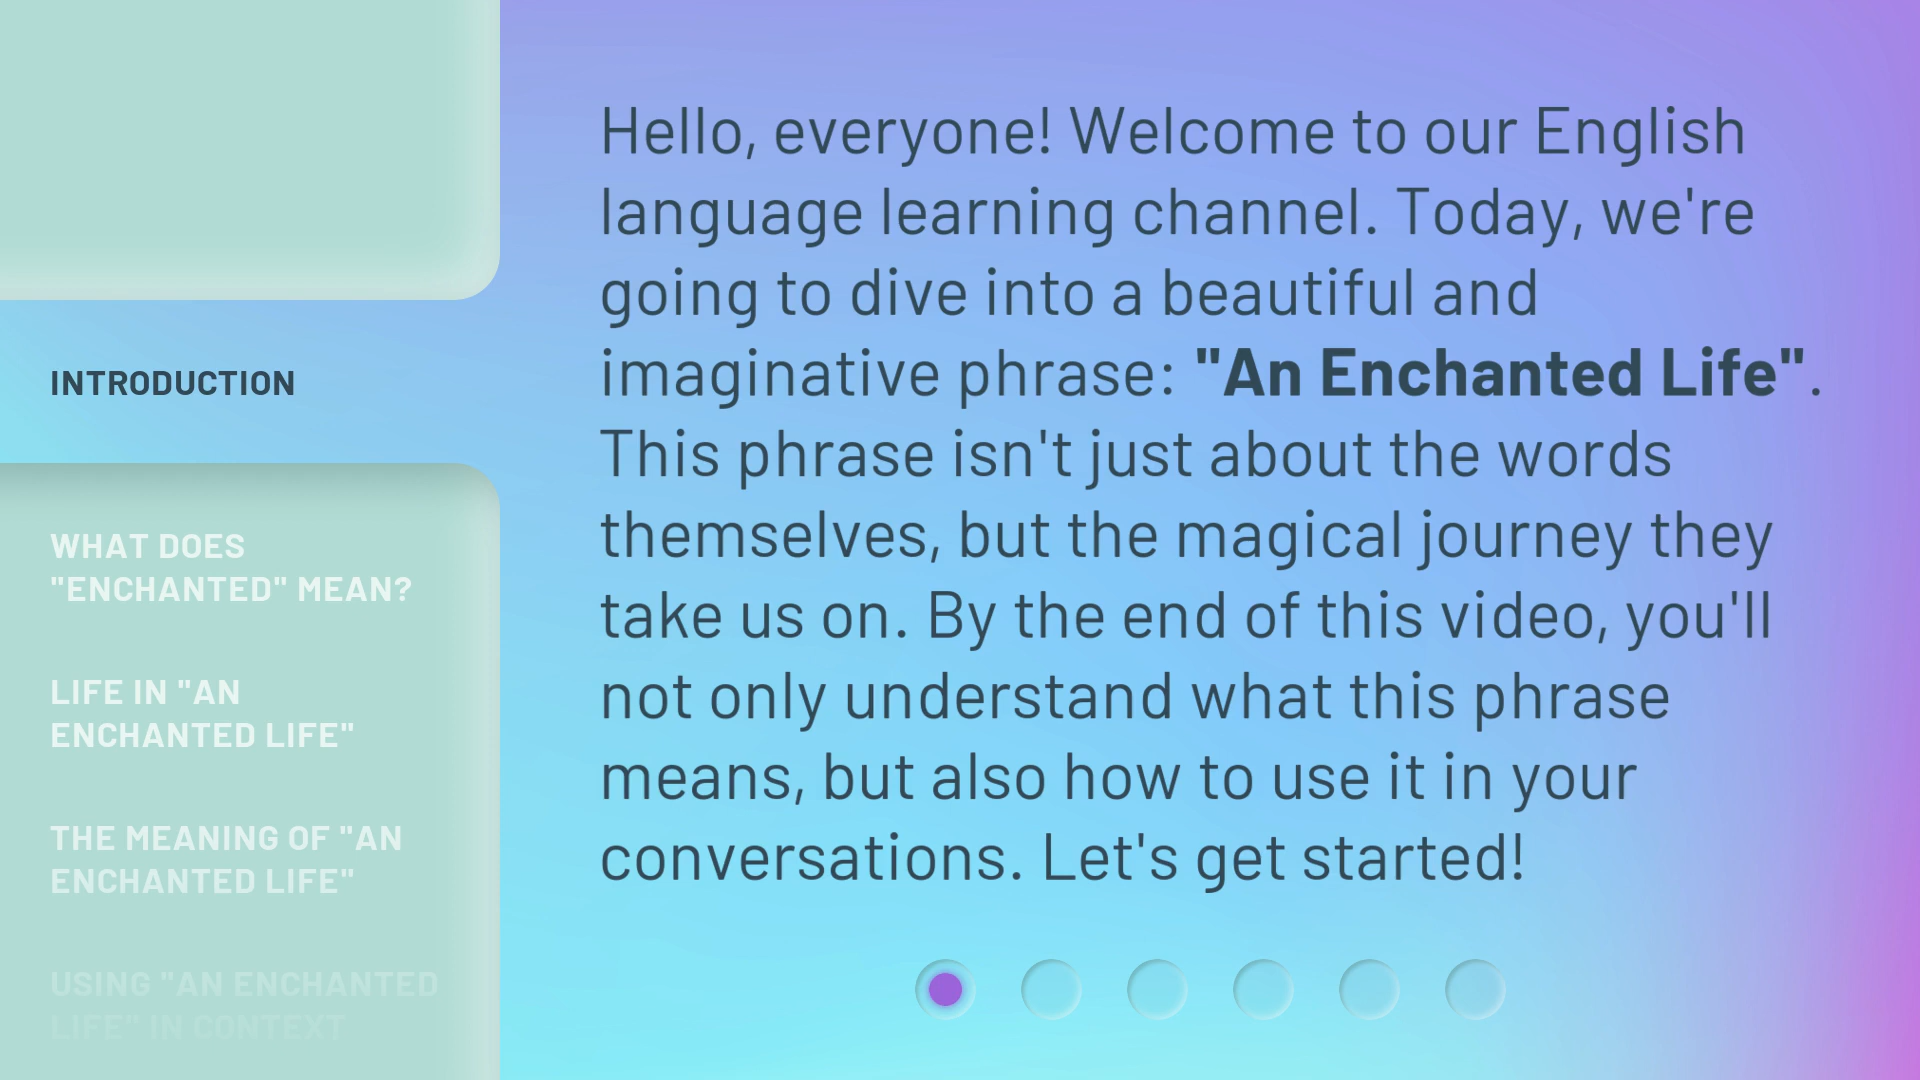 INTRODUCTION
WHAT DOES
"ENCHANTED" MEAN?
LIFE IN "AN
ENCHANTED LIFE"
THE MEANING OF "AN
ENCHANTED LIFE"
USING "AN ENCHANTED
LIFE" IN CONTEXT
Hello, everyone! Welcome to our English
language learning channel. Today, we're
going to dive into a beautiful and
imaginative phrase: "An Enchanted Life".
This phrase isn't just about the words
themselves, but the magical journey they
take us on. By the end of this video, you'll
not only understand what this phrase
means, but also how to use it in your
conversations. Let's get started!